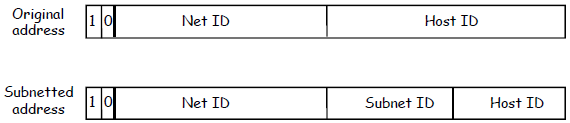 Original address
1 0 Net ID Host ID
Subnetted address
1 0 Net ID Subnet ID Host ID